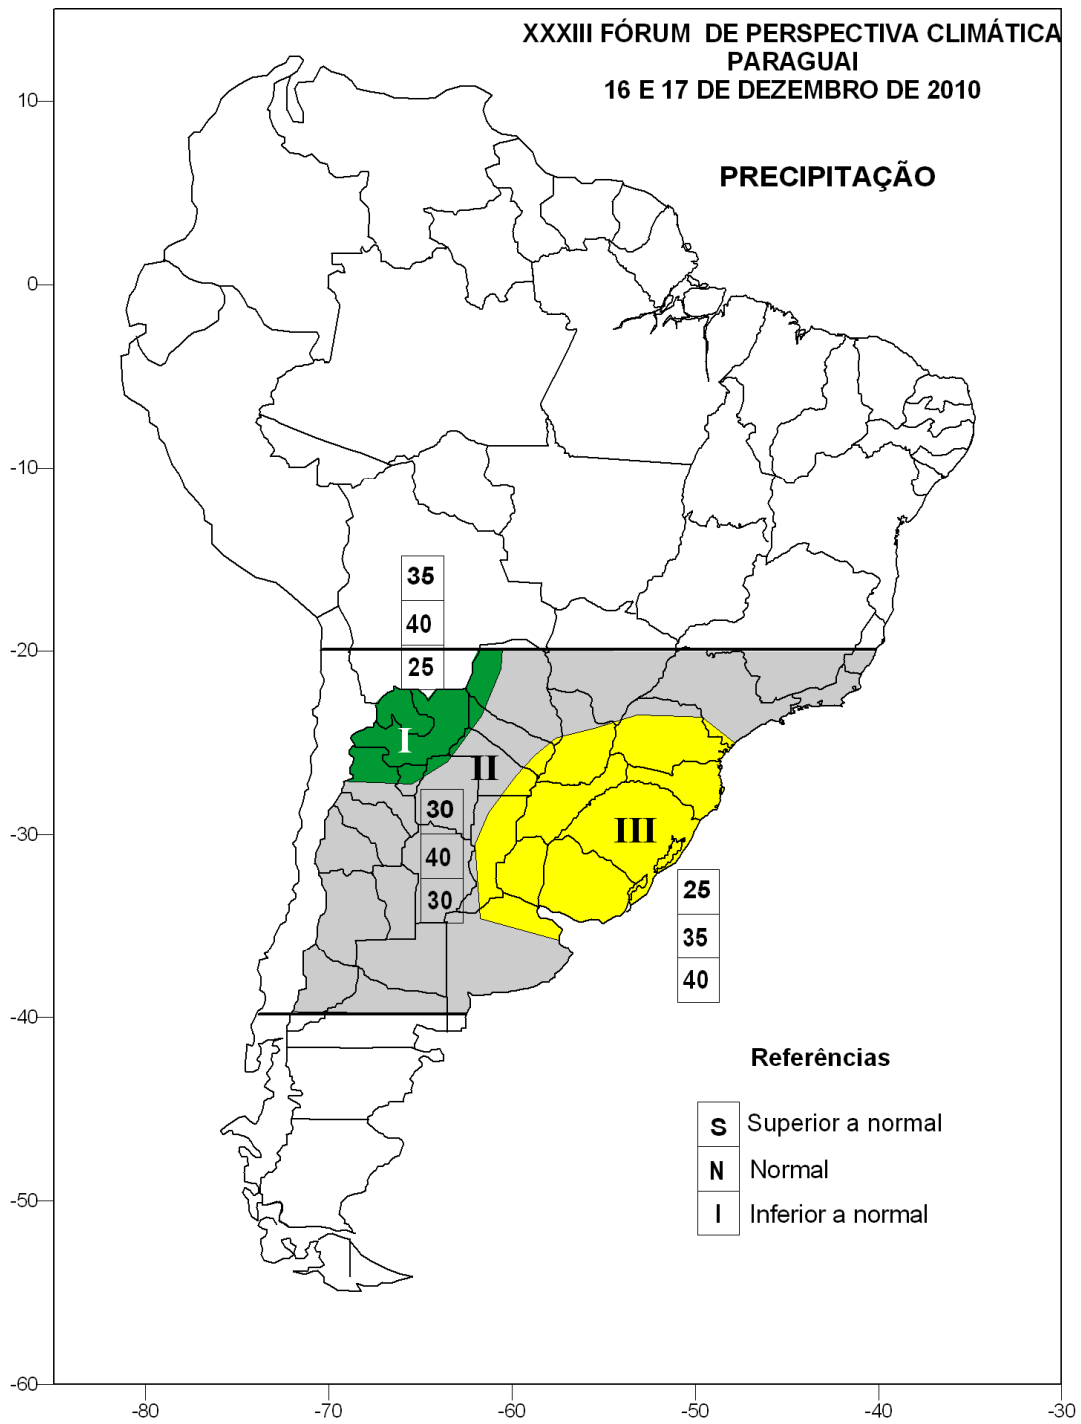 XXXIII FÓRUM DE PERSPECTIVA CLIMÁTICA
PARAGUAI
16 E 17 DE DEZEMBRO DE 2010
PRECIPITAÇÃO
10
0
-10
-20
-30
-40
-50
-60
35
40
25
I
II
30
40
30
III
25
35
40
Referências
S Superior a normal
N Normal
I Inferior a normal
-80 -70 -60 -50 -40 -30